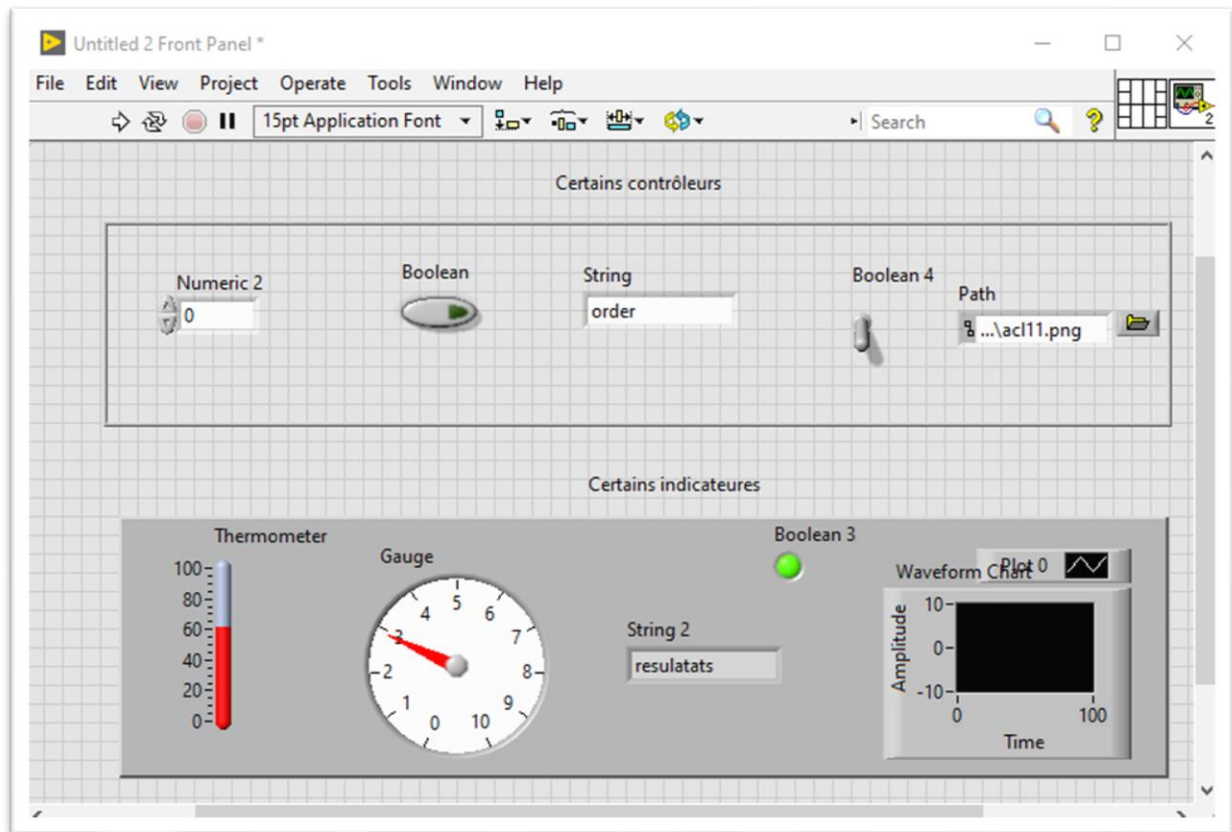 Untitled 2 Front Panel *
File Edit View Project Operate Tools Window Help
15pt Application Font
Search
2
Certains contrôleurs
Numeric 2
0
Boolean
String
order
Boolean 4
Path
...\acl11.png
Certains indicateures
Thermometer
100
80
60
40
20
0
Gauge
0 1 2 3 4 5 6 7 8 9 10
String 2
resulatats
Boolean 3
Plot 0
Waveform Chart
Amplitude
10
0
-10
0 100
Time